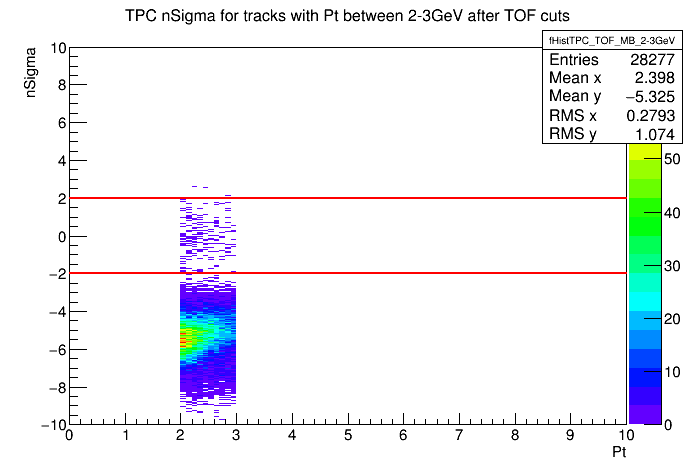 TPC nSigma for tracks with Pt between 2-3GeV after TOF cuts
fHistTPC_TOF_MB_2-3GeV
Entries 28277
Mean x 2.398
Mean y −5.325
RMS x 0.2793
RMS y 1.074
nSigma
10
8
6
4
2
0
−2
−4
−6
−8
−10
0 1 2 3 4 5 6 7 8 9 10
Pt
50
40
30
20
10
0